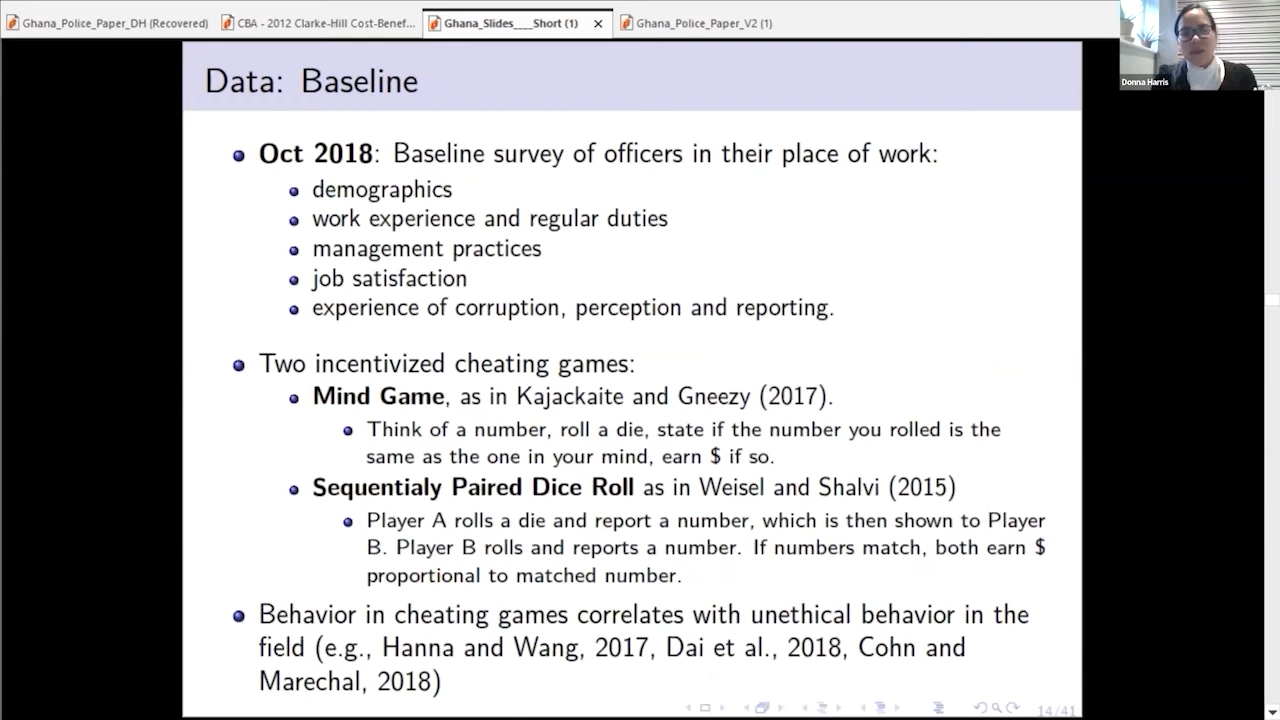 Ghana_Police_Paper_DH (Recovered)
CBA - 2012 Clarke-Hill Cost-Benef...
Ghana_Slides____Short (1)
Ghana_Police_Paper_V2 (1)
Donna Harris
Data: Baseline
Oct 2018: Baseline survey of officers in their place of work:
demographics
work experience and regular duties
management practices
job satisfaction
experience of corruption, perception and reporting.
Two incentivized cheating games:
Mind Game, as in Kajackaite and Gneezy (2017).
Think of a number, roll a die, state if the number you rolled is the
same as the one in your mind, earn $ if so.
Sequentialy Paired Dice Roll as in Weisel and Shalvi (2015)
Player A rolls a die and report a number, which is then shown to Player
B. Player B rolls and reports a number. If numbers match, both earn $
proportional to matched number.
Behavior in cheating games correlates with unethical behavior in the
field (e.g., Hanna and Wang, 2017, Dai et al., 2018, Cohn and
Marechal, 2018)
14/41